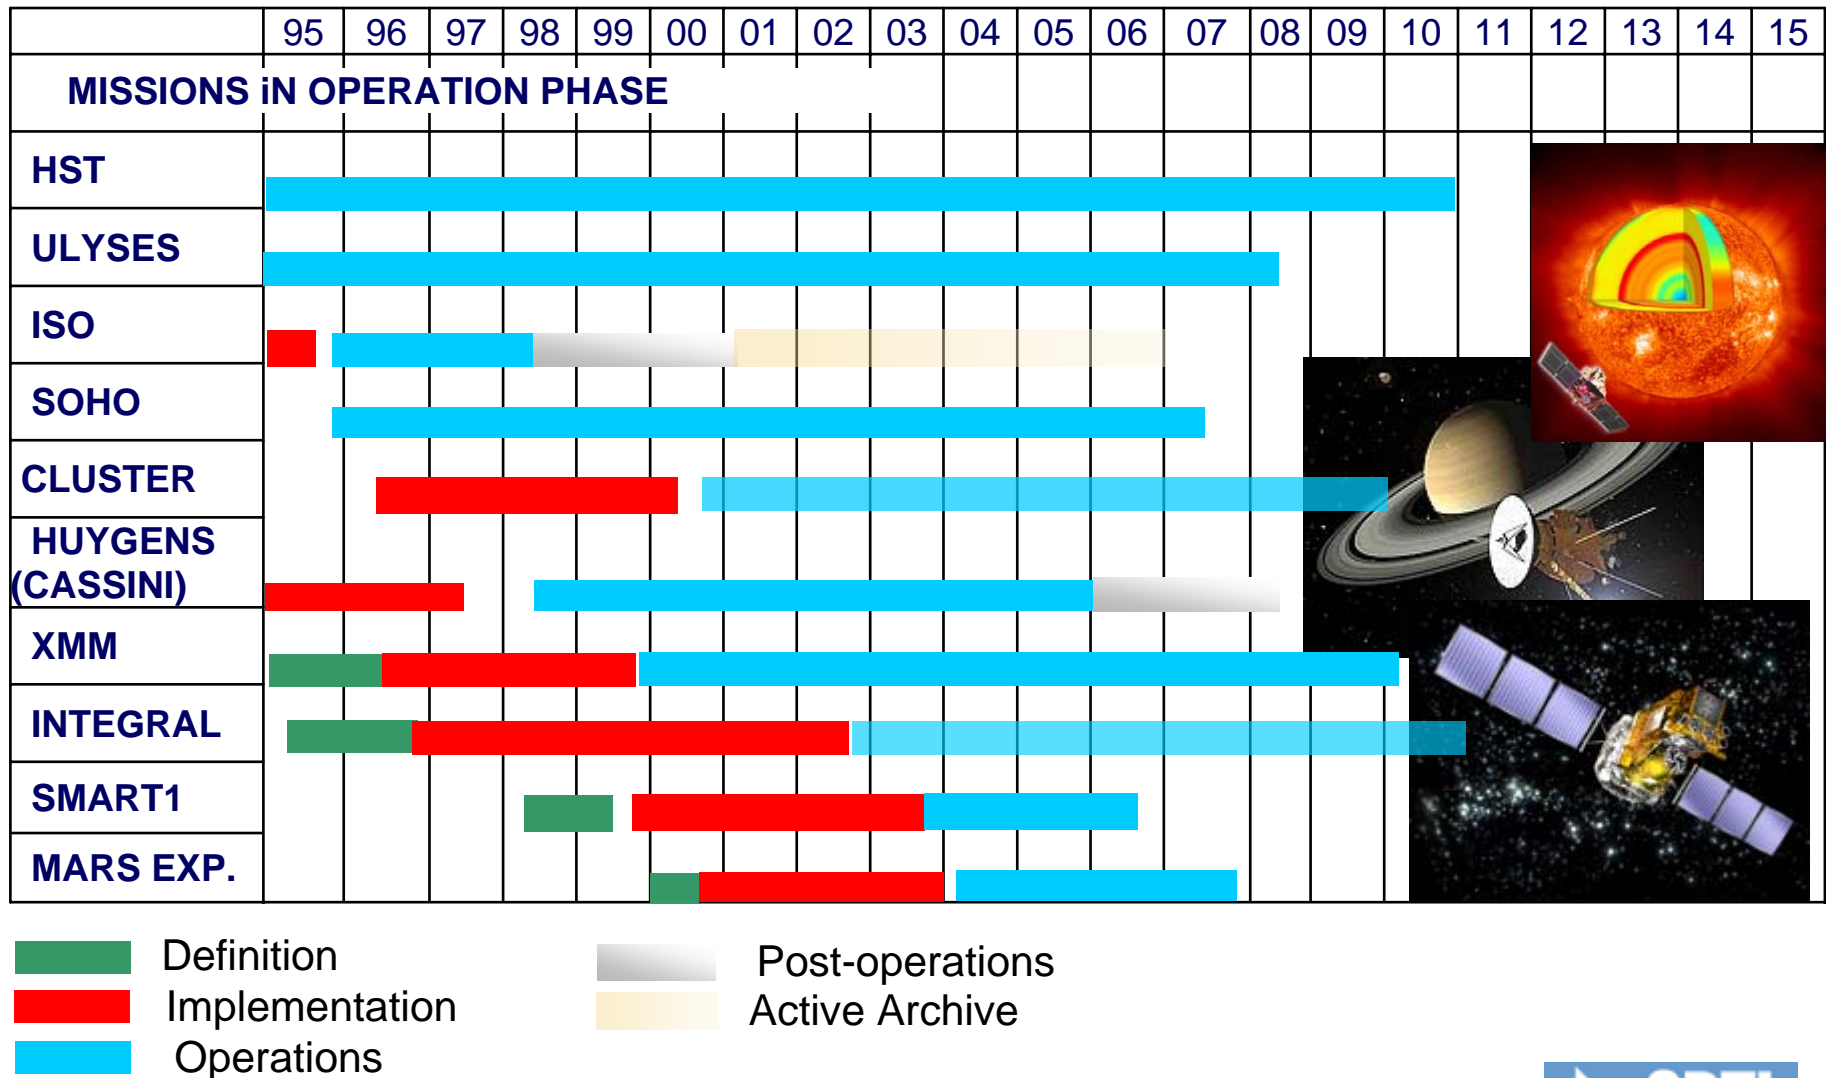 95 96 97 98 99 00 01 02 03 04 05 06 07 08 09 10 11 12 13 14 15
MISSIONS iN OPERATION PHASE
HST
ULYSES
ISO
SOHO
CLUSTER
HUYGENS
(CASSINI)
XMM
INTEGRAL
SMART1
MARS EXP.
Definition
Implementation
Operations
Post-operations
Active Archive